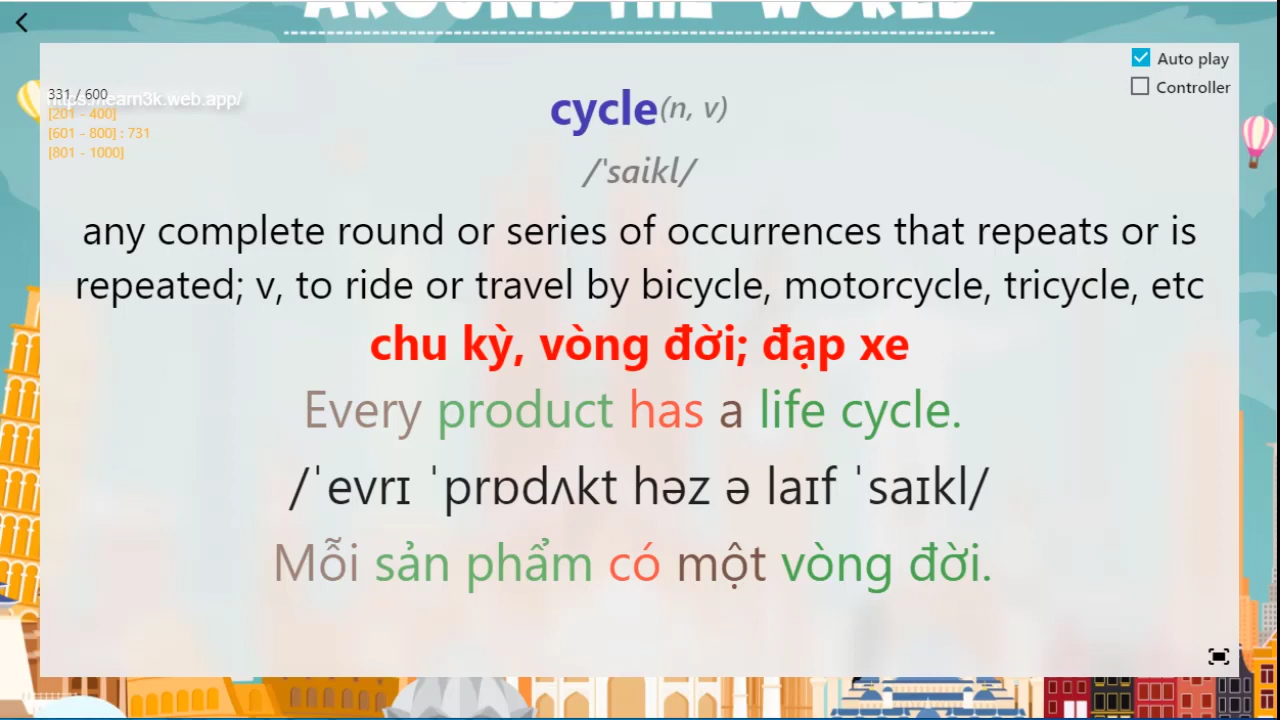 AROUND THE WORLD
Auto play
Controller
331 / 600
https://learn3k.web.app/
[201 - 400]
[601 - 800] : 731
[801 - 1000]
cycle(n, v)
/'saikl/
any complete round or series of occurrences that repeats or is
repeated; v, to ride or travel by bicycle, motorcycle, tricycle, etc
chu kỳ, vòng đời; đạp xe
Every product has a life cycle.
/ˈevrɪ ˈprɒdʌkt həz ə laɪf ˈsaɪkl/
Mỗi sản phẩm có một vòng đời.